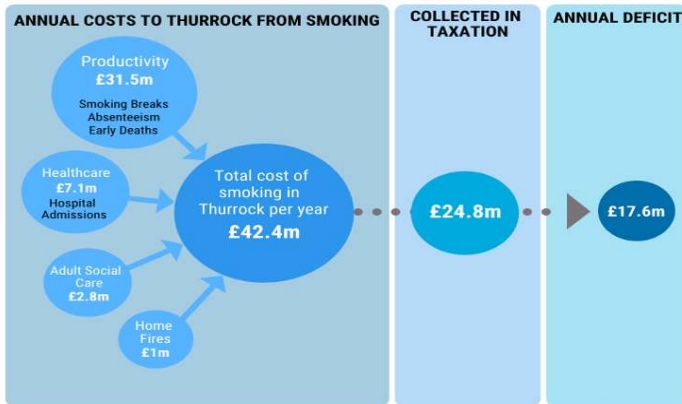 ANNUAL COSTS TO THURROCK FROM SMOKING
Productivity
£31.5m
Smoking Breaks
Absenteeism
Early Deaths
Healthcare
£7.1m
Hospital
Admissions
Adult Social
Care
£2.8m
Home
Fires
£1m
Total cost of
smoking in
Thurrock per year
£42.4m
COLLECTED IN
TAXATION
£24.8m
ANNUAL DEFICIT
£17.6m